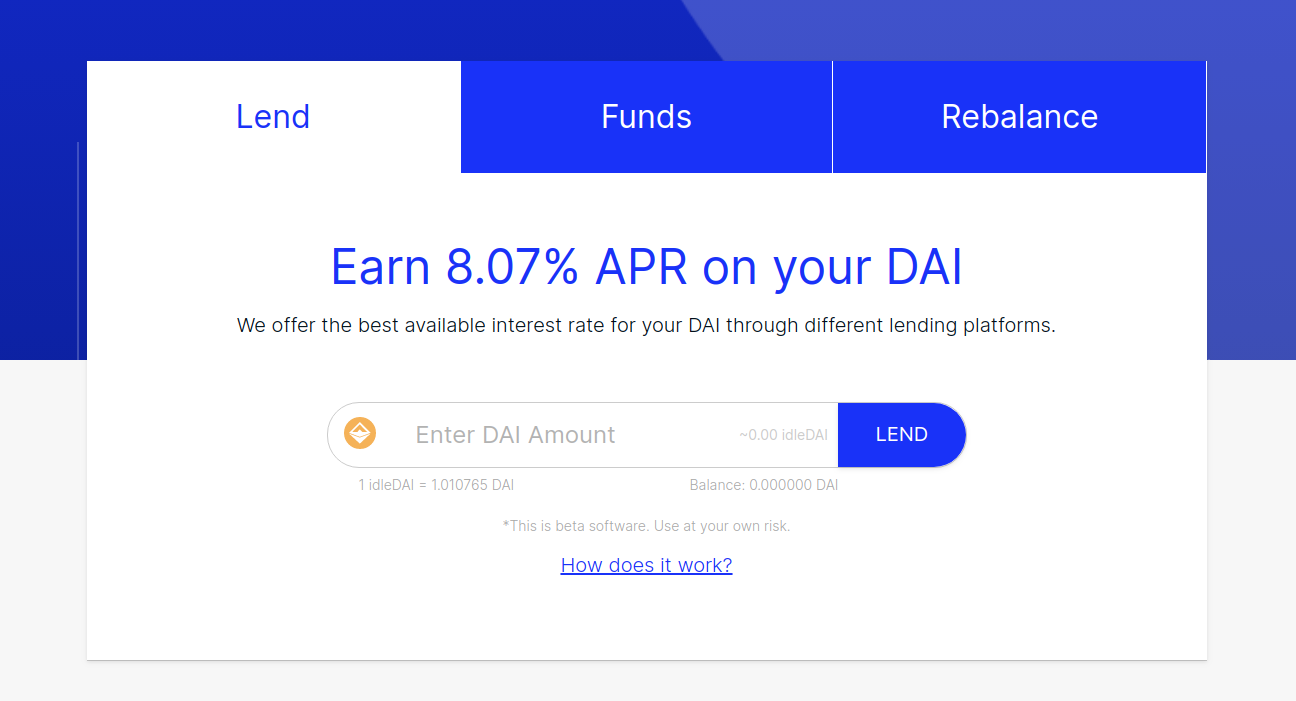 Lend
Funds
Rebalance
Earn 8.07% APR on your DAI
We offer the best available interest rate for your DAI through different lending platforms.
Enter DAI Amount
~0.00 idleDAI
LEND
1 idleDAI = 1.010765 DAI
Balance: 0.000000 DAI
*This is beta software. Use at your own risk.
How does it work?